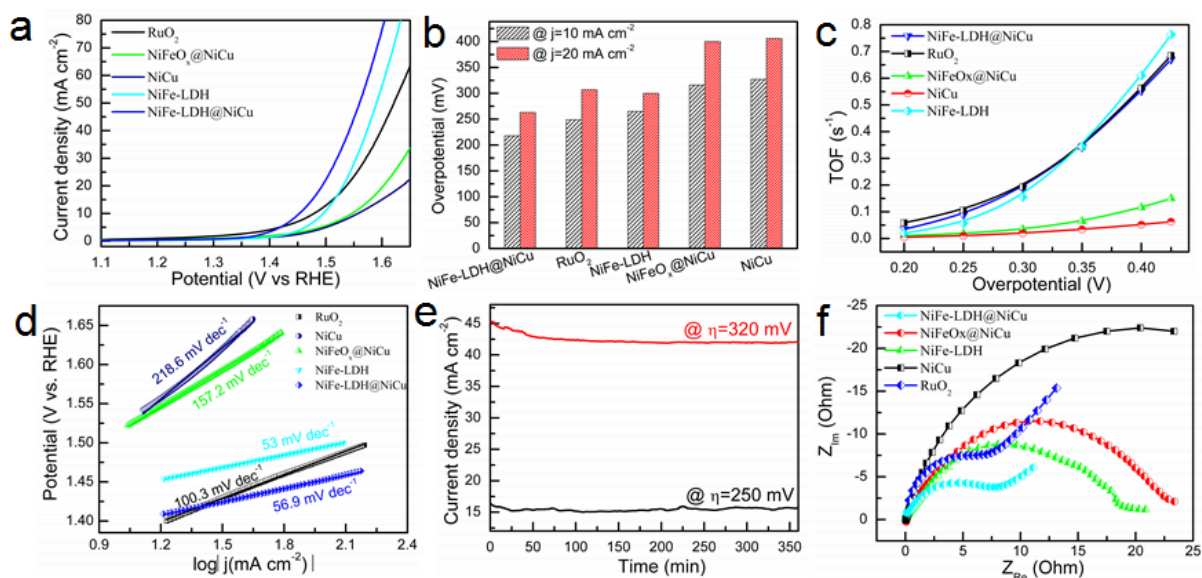 a
Current density (mA cm⁻²)
80
70
60
50
40
30
20
10
0
RuO₂
NiFeOₓ@NiCu
NiCu
NiFe-LDH
NiFe-LDH@NiCu
1.1 1.2 1.3 1.4 1.5 1.6
Potential (V vs RHE)
b
Overpotential (mV)
400
350
300
250
200
150
100
50
0
@ j=10 mA cm⁻²
@ j=20 mA cm⁻²
NiFe-LDH@NiCu
RuO₂
NiFe-LDH
NiFeOₓ@NiCu
NiCu
c
TOF (s⁻¹)
0.9
0.8
0.7
0.6
0.5
0.4
0.3
0.2
0.1
0.0
NiFe-LDH@NiCu
RuO₂
NiFeOx@NiCu
NiCu
NiFe-LDH
0.20 0.25 0.30 0.35 0.40
Overpotential (V)
d
Potential (V vs. RHE)
1.65
1.60
1.55
1.50
1.45
1.40
218.6 mV dec⁻¹
157.2 mV dec⁻¹
53 mV dec⁻¹
100.3 mV dec⁻¹
56.9 mV dec⁻¹
RuO₂
NiCu
NiFeOₓ@NiCu
NiFe-LDH
NiFe-LDH@NiCu
0.9 1.2 1.5 1.8 2.1 2.4
log| j(mA cm⁻²) |
e
Current density (mA cm⁻²)
45
40
35
30
25
20
15
@ η=320 mV
@ η=250 mV
0 50 100 150 200 250 300 350
Time (min)
f
Z_Im (Ohm)
-25
-20
-15
-10
-5
0
NiFe-LDH@NiCu
NiFeOx@NiCu
NiFe-LDH
NiCu
RuO₂
0 5 10 15 20 25
Z_Re (Ohm)